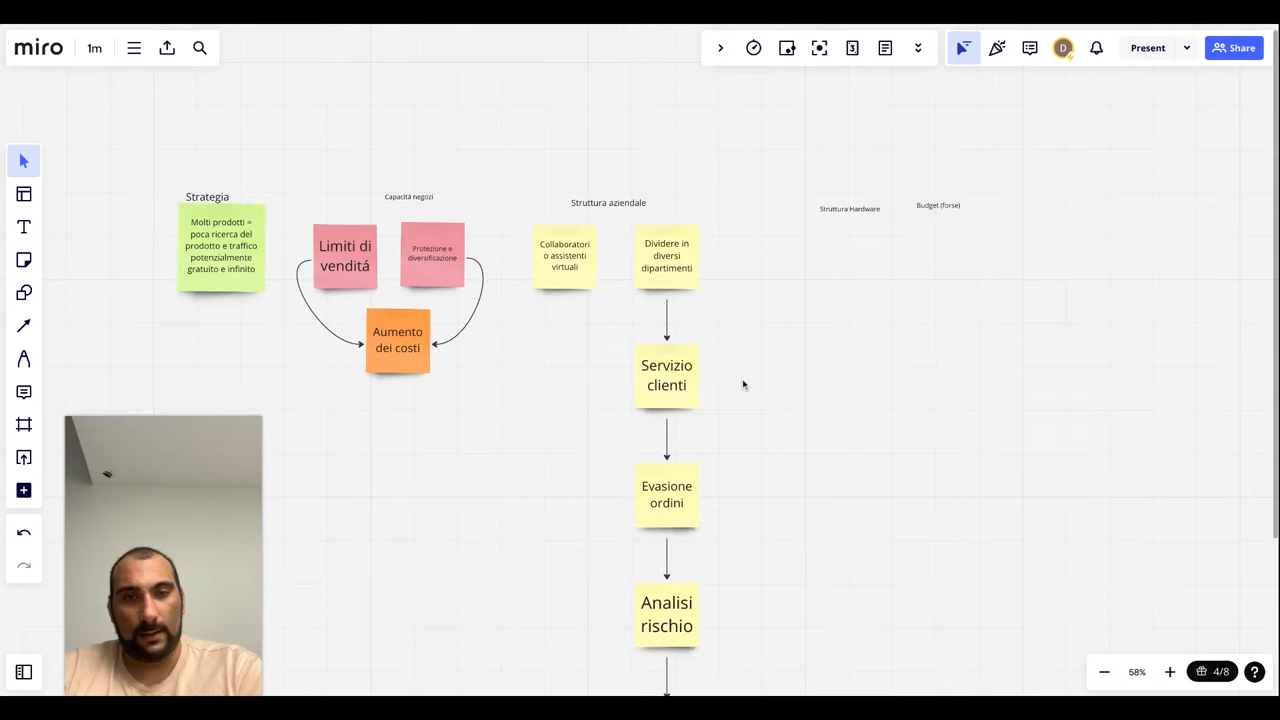 miro
1m
Present
Share
Strategia
Molti prodotti =
poca ricerca del
prodotto e traffico
potenzialmente
gratuito e infinito
Capacità negozi
Limiti di
venditá
Protezione e
diversificazione
Aumento
dei costi
Struttura aziendale
Collaboratori
o assistenti
virtuali
Dividere in
diversi
dipartimenti
Servizio
clienti
Evasione
ordini
Analisi
rischio
Struttura Hardware
Budget (forse)
3
D
58%
4/8
?